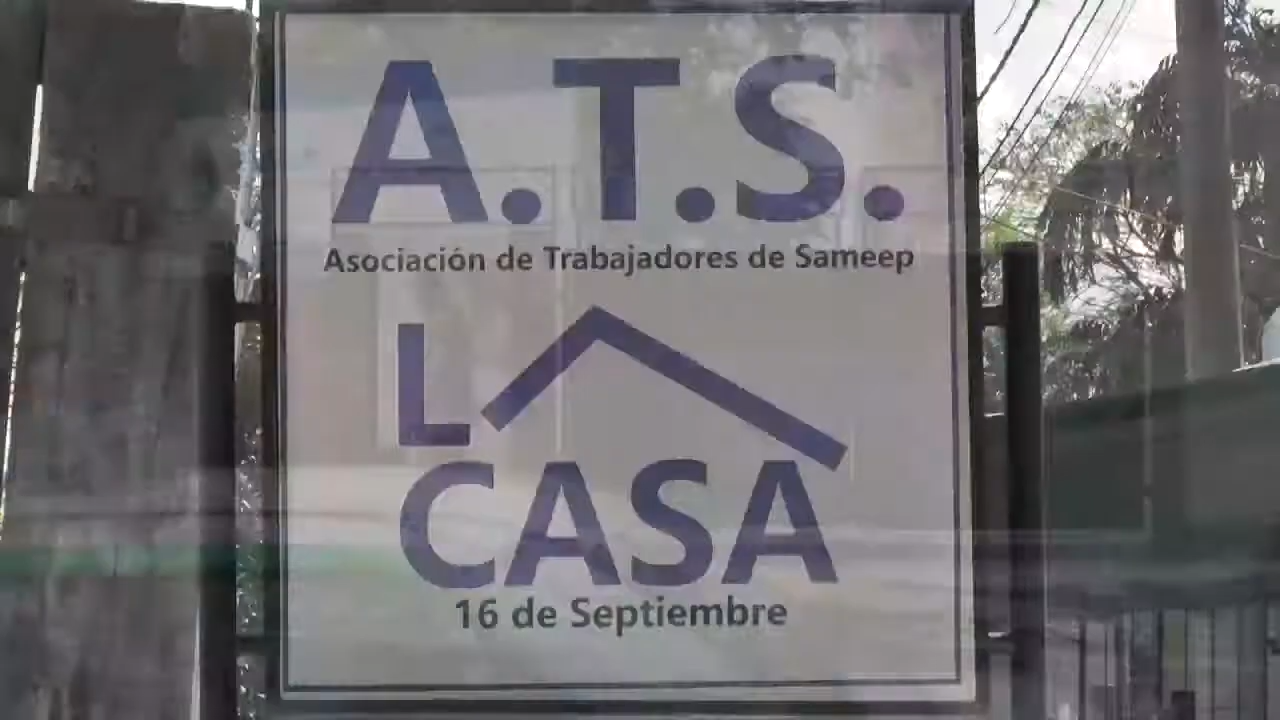 A.T.S.
Asociación de Trabajadores de Sameep
L
CASA
16 de Septiembre